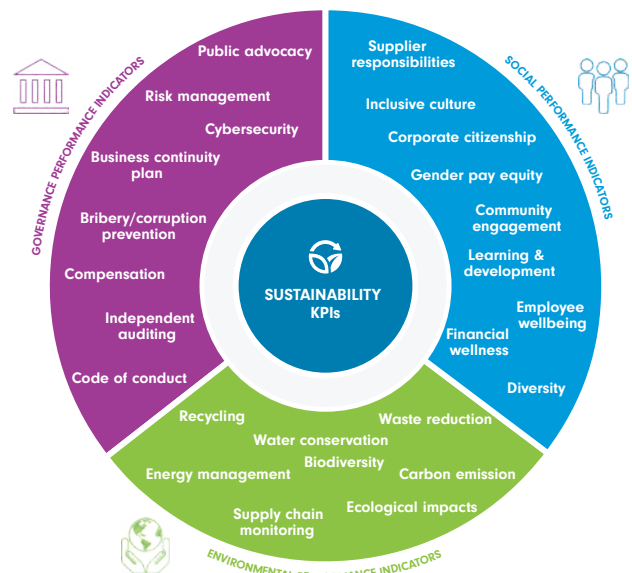 GOVERNANCE PERFORMANCE INDICATORS
Public advocacy
Risk management
Cybersecurity
Business continuity
plan
Bribery/corruption
prevention
Compensation
Independent
auditing
Code of conduct
SOCIAL PERFORMANCE INDICATORS
Supplier
responsibilities
Inclusive culture
Corporate citizenship
Gender pay equity
Community
engagement
Learning &
development
Employee
wellbeing
Financial
wellness
Diversity
SUSTAINABILITY
KPIs
Recycling
Waste reduction
Water conservation
Biodiversity
Energy management
Carbon emission
Ecological impacts
Supply chain
monitoring
ENVIRONMENTAL PERFORMANCE INDICATORS